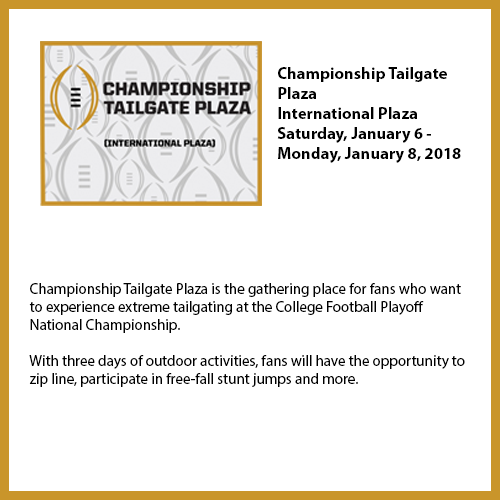 CHAMPIONSHIP
TAILGATE PLAZA
(INTERNATIONAL PLAZA)
Championship Tailgate
Plaza
International Plaza
Saturday, January 6 -
Monday, January 8, 2018
Championship Tailgate Plaza is the gathering place for fans who want
to experience extreme tailgating at the College Football Playoff
National Championship.
With three days of outdoor activities, fans will have the opportunity to
zip line, participate in free-fall stunt jumps and more.